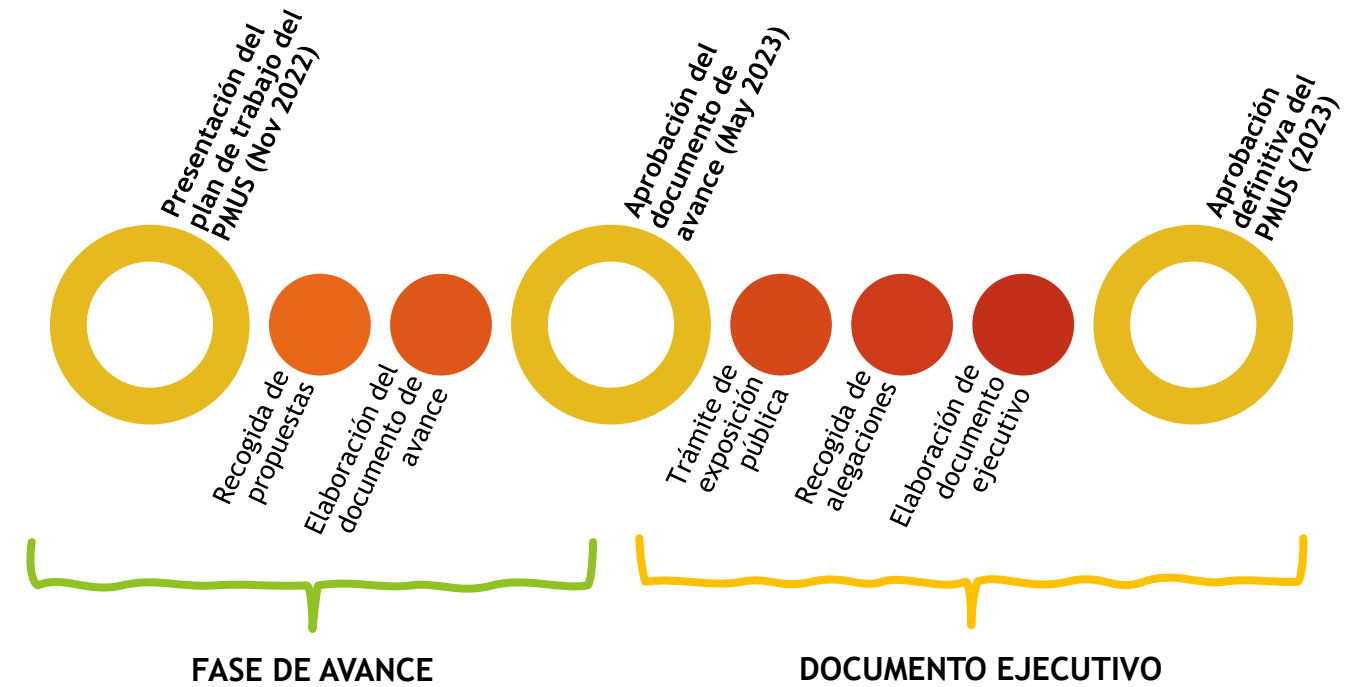 Presentación del
plan de trabajo del
PMUS (Nov 2022)
Recogida de
propuestas
Elaboración del
documento de
avance
Aprobación del
documento de
avance (May 2023)
Trámite de
exposición
pública
Recogida de
alegaciones
Elaboración de
documento
ejecutivo
Aprobación
definitiva del
PMUS (2023)
FASE DE AVANCE
DOCUMENTO EJECUTIVO